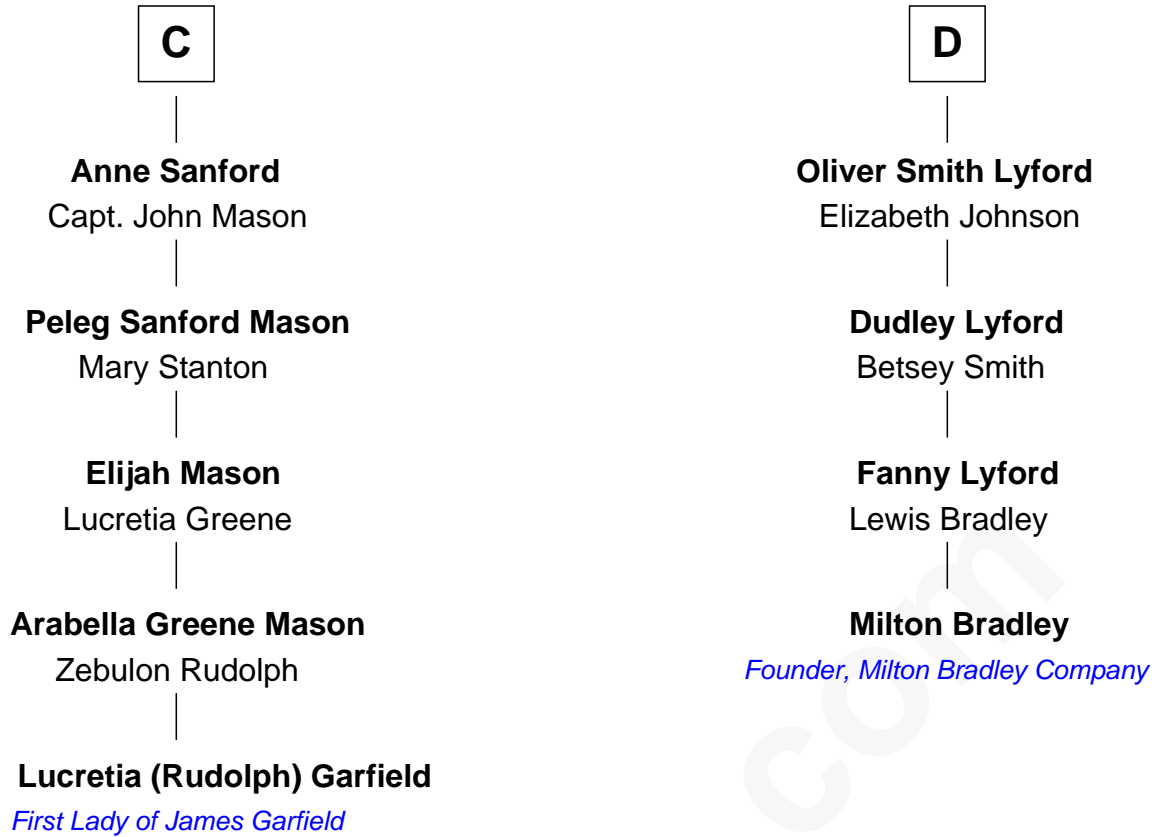 C
Anne Sanford
Capt. John Mason
Peleg Sanford Mason
Mary Stanton
Elijah Mason
Lucretia Greene
Arabella Greene Mason
Zebulon Rudolph
Lucretia (Rudolph) Garfield
First Lady of James Garfield
D
Oliver Smith Lyford
Elizabeth Johnson
Dudley Lyford
Betsey Smith
Fanny Lyford
Lewis Bradley
Milton Bradley
Founder, Milton Bradley Company
com